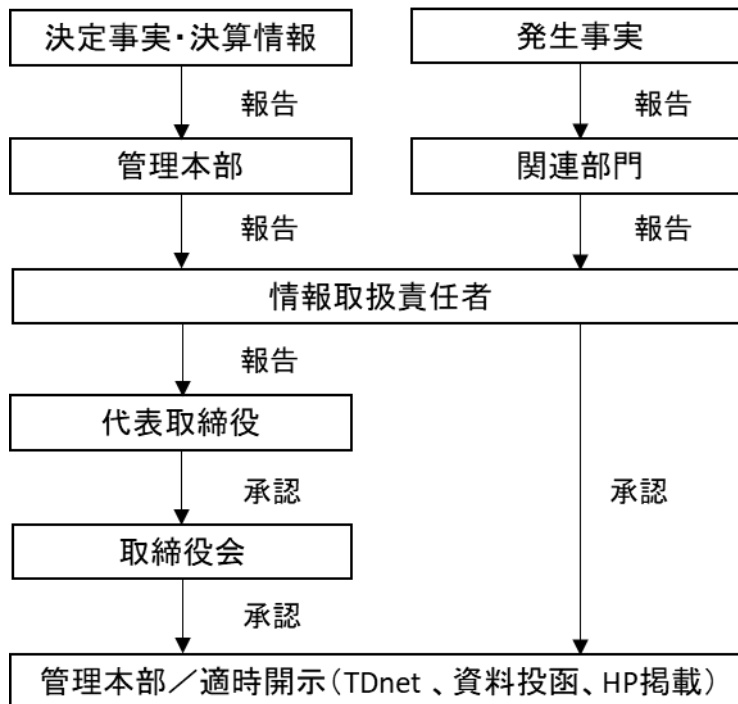 決定事実・決算情報
発生事実
報告
報告
管理本部
関連部門
報告
報告
情報取扱責任者
報告
代表取締役
承認
承認
取締役会
承認
管理本部／適時開示(TDnet 、資料投函、HP掲載)